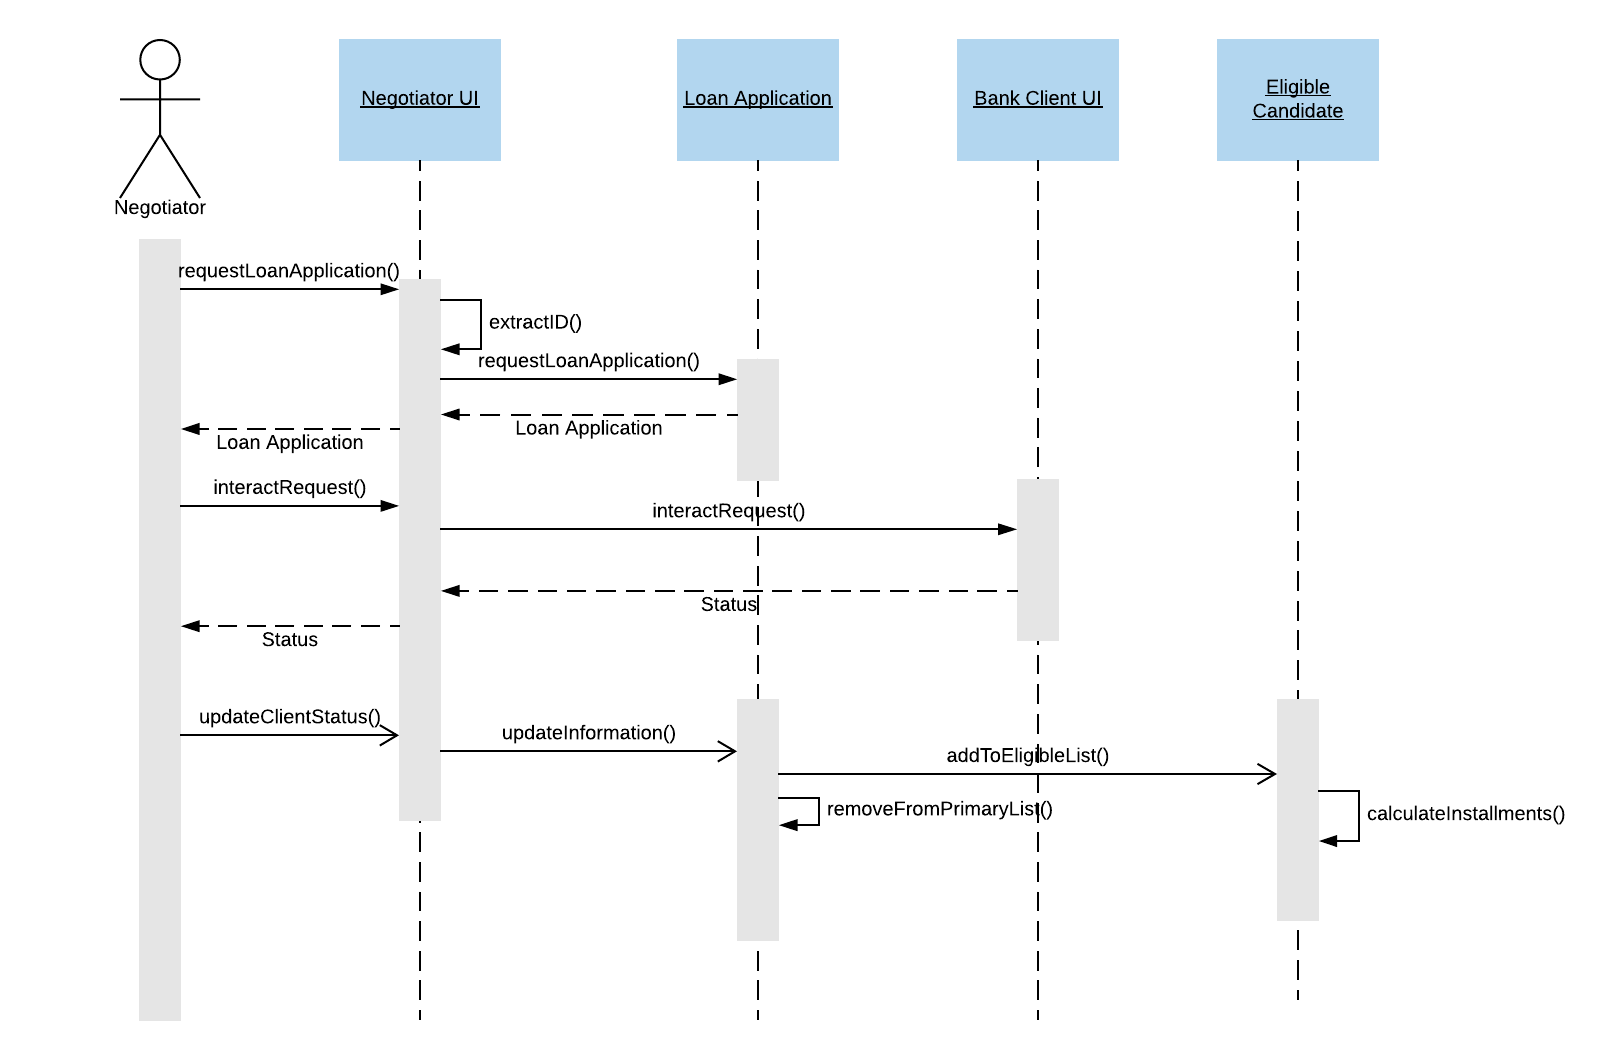 Negotiator UI
Loan Application
Bank Client UI
Eligible
Candidate
Negotiator
requestLoanApplication()
extractID()
requestLoanApplication()
Loan Application
Loan Application
interactRequest()
interactRequest()
Status
Status
updateClientStatus()
updateInformation()
addToEligibleList()
removeFromPrimaryList()
calculateInstallments()